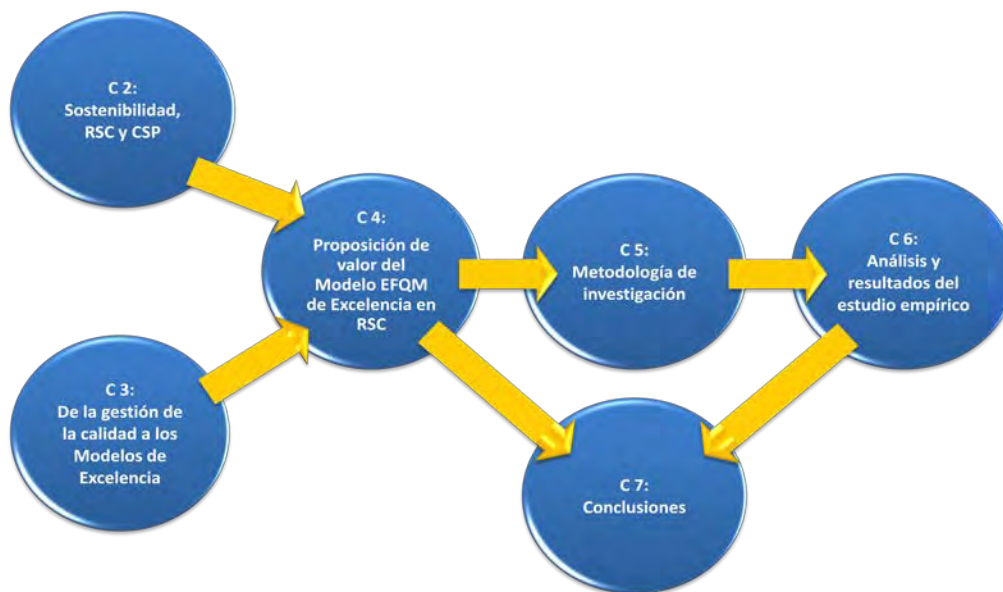 C 2:
Sostenibilidad,
RSC y CSP
C 3:
De la gestión de
la calidad a los
Modelos de
Excelencia
C 4:
Proposición de
valor del
Modelo EFQM
de Excelencia en
RSC
C 5:
Metodología de
investigación
C 6:
Análisis y
resultados del
estudio empírico
C 7:
Conclusiones